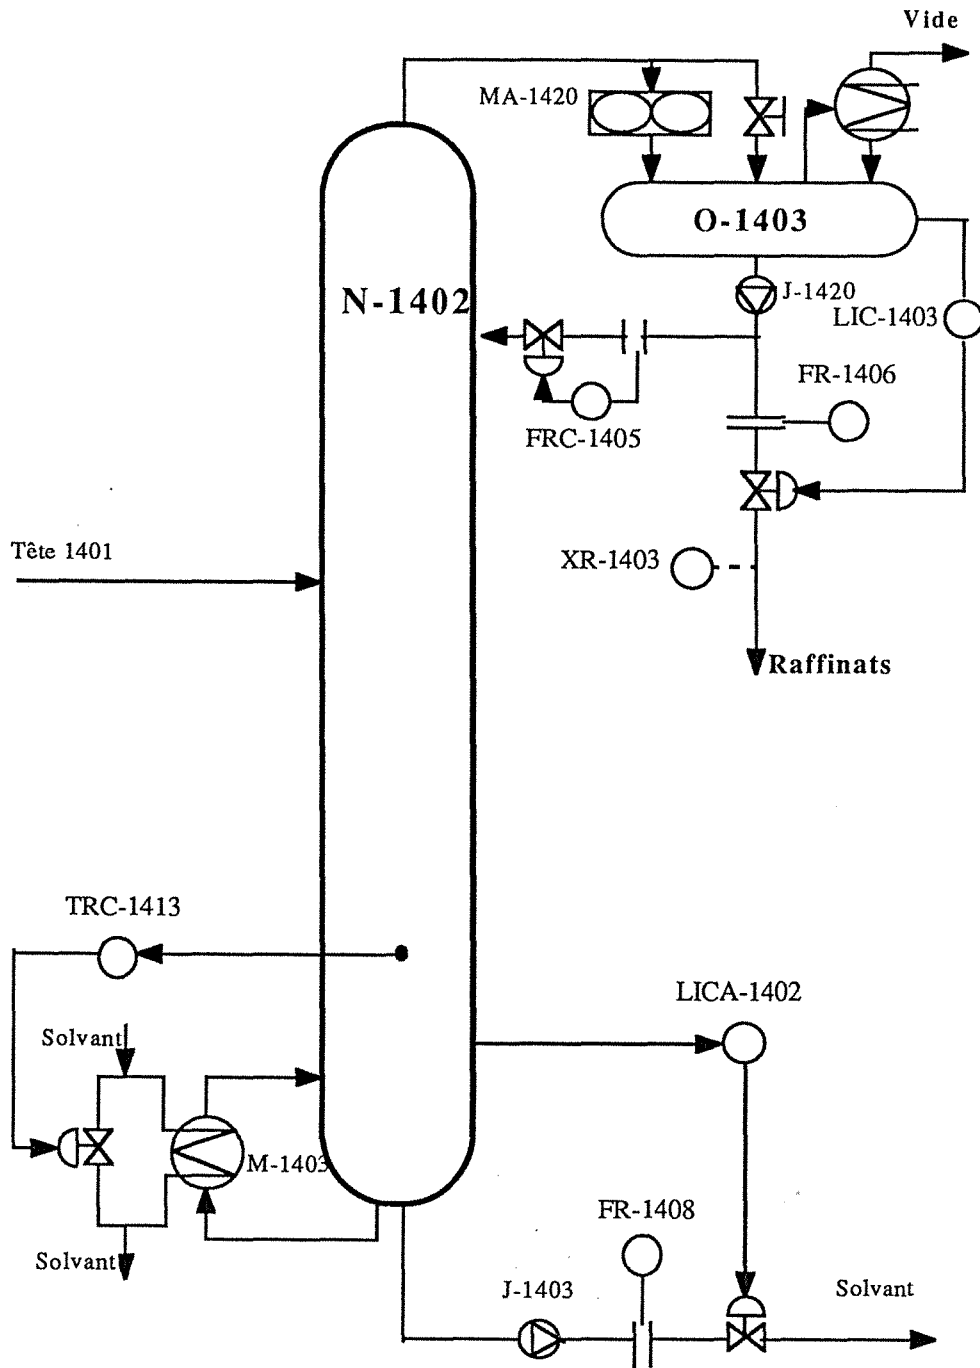 Vide
MA-1420
O-1403
N-1402
J-1420
LIC-1403
FR-1406
FRC-1405
Tête 1401
XR-1403
Raffinats
TRC-1413
LICA-1402
Solvant
M-1403
FR-1408
Solvant
J-1403
Solvant